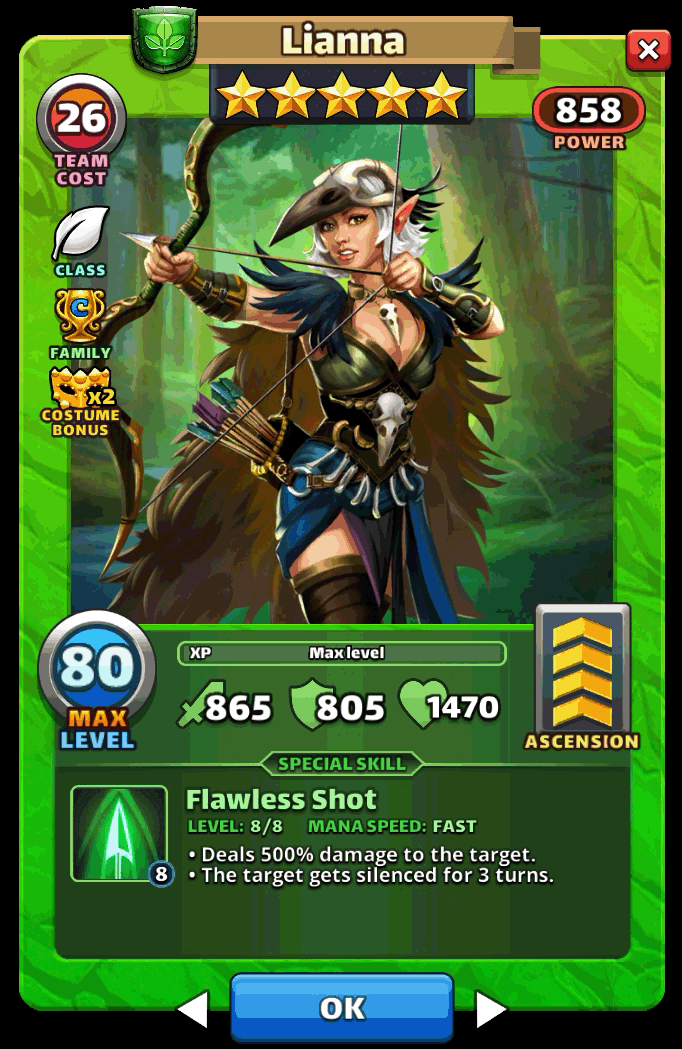 Lianna
26
TEAM
COST
858
POWER
CLASS
C
FAMILY
x2
COSTUME
BONUS
80
MAX
LEVEL
XP Max level
865 805 1470
ASCENSION
SPECIAL SKILL
Flawless Shot
LEVEL: 8/8 MANA SPEED: FAST
8
• Deals 500% damage to the target.
• The target gets silenced for 3 turns.
OK